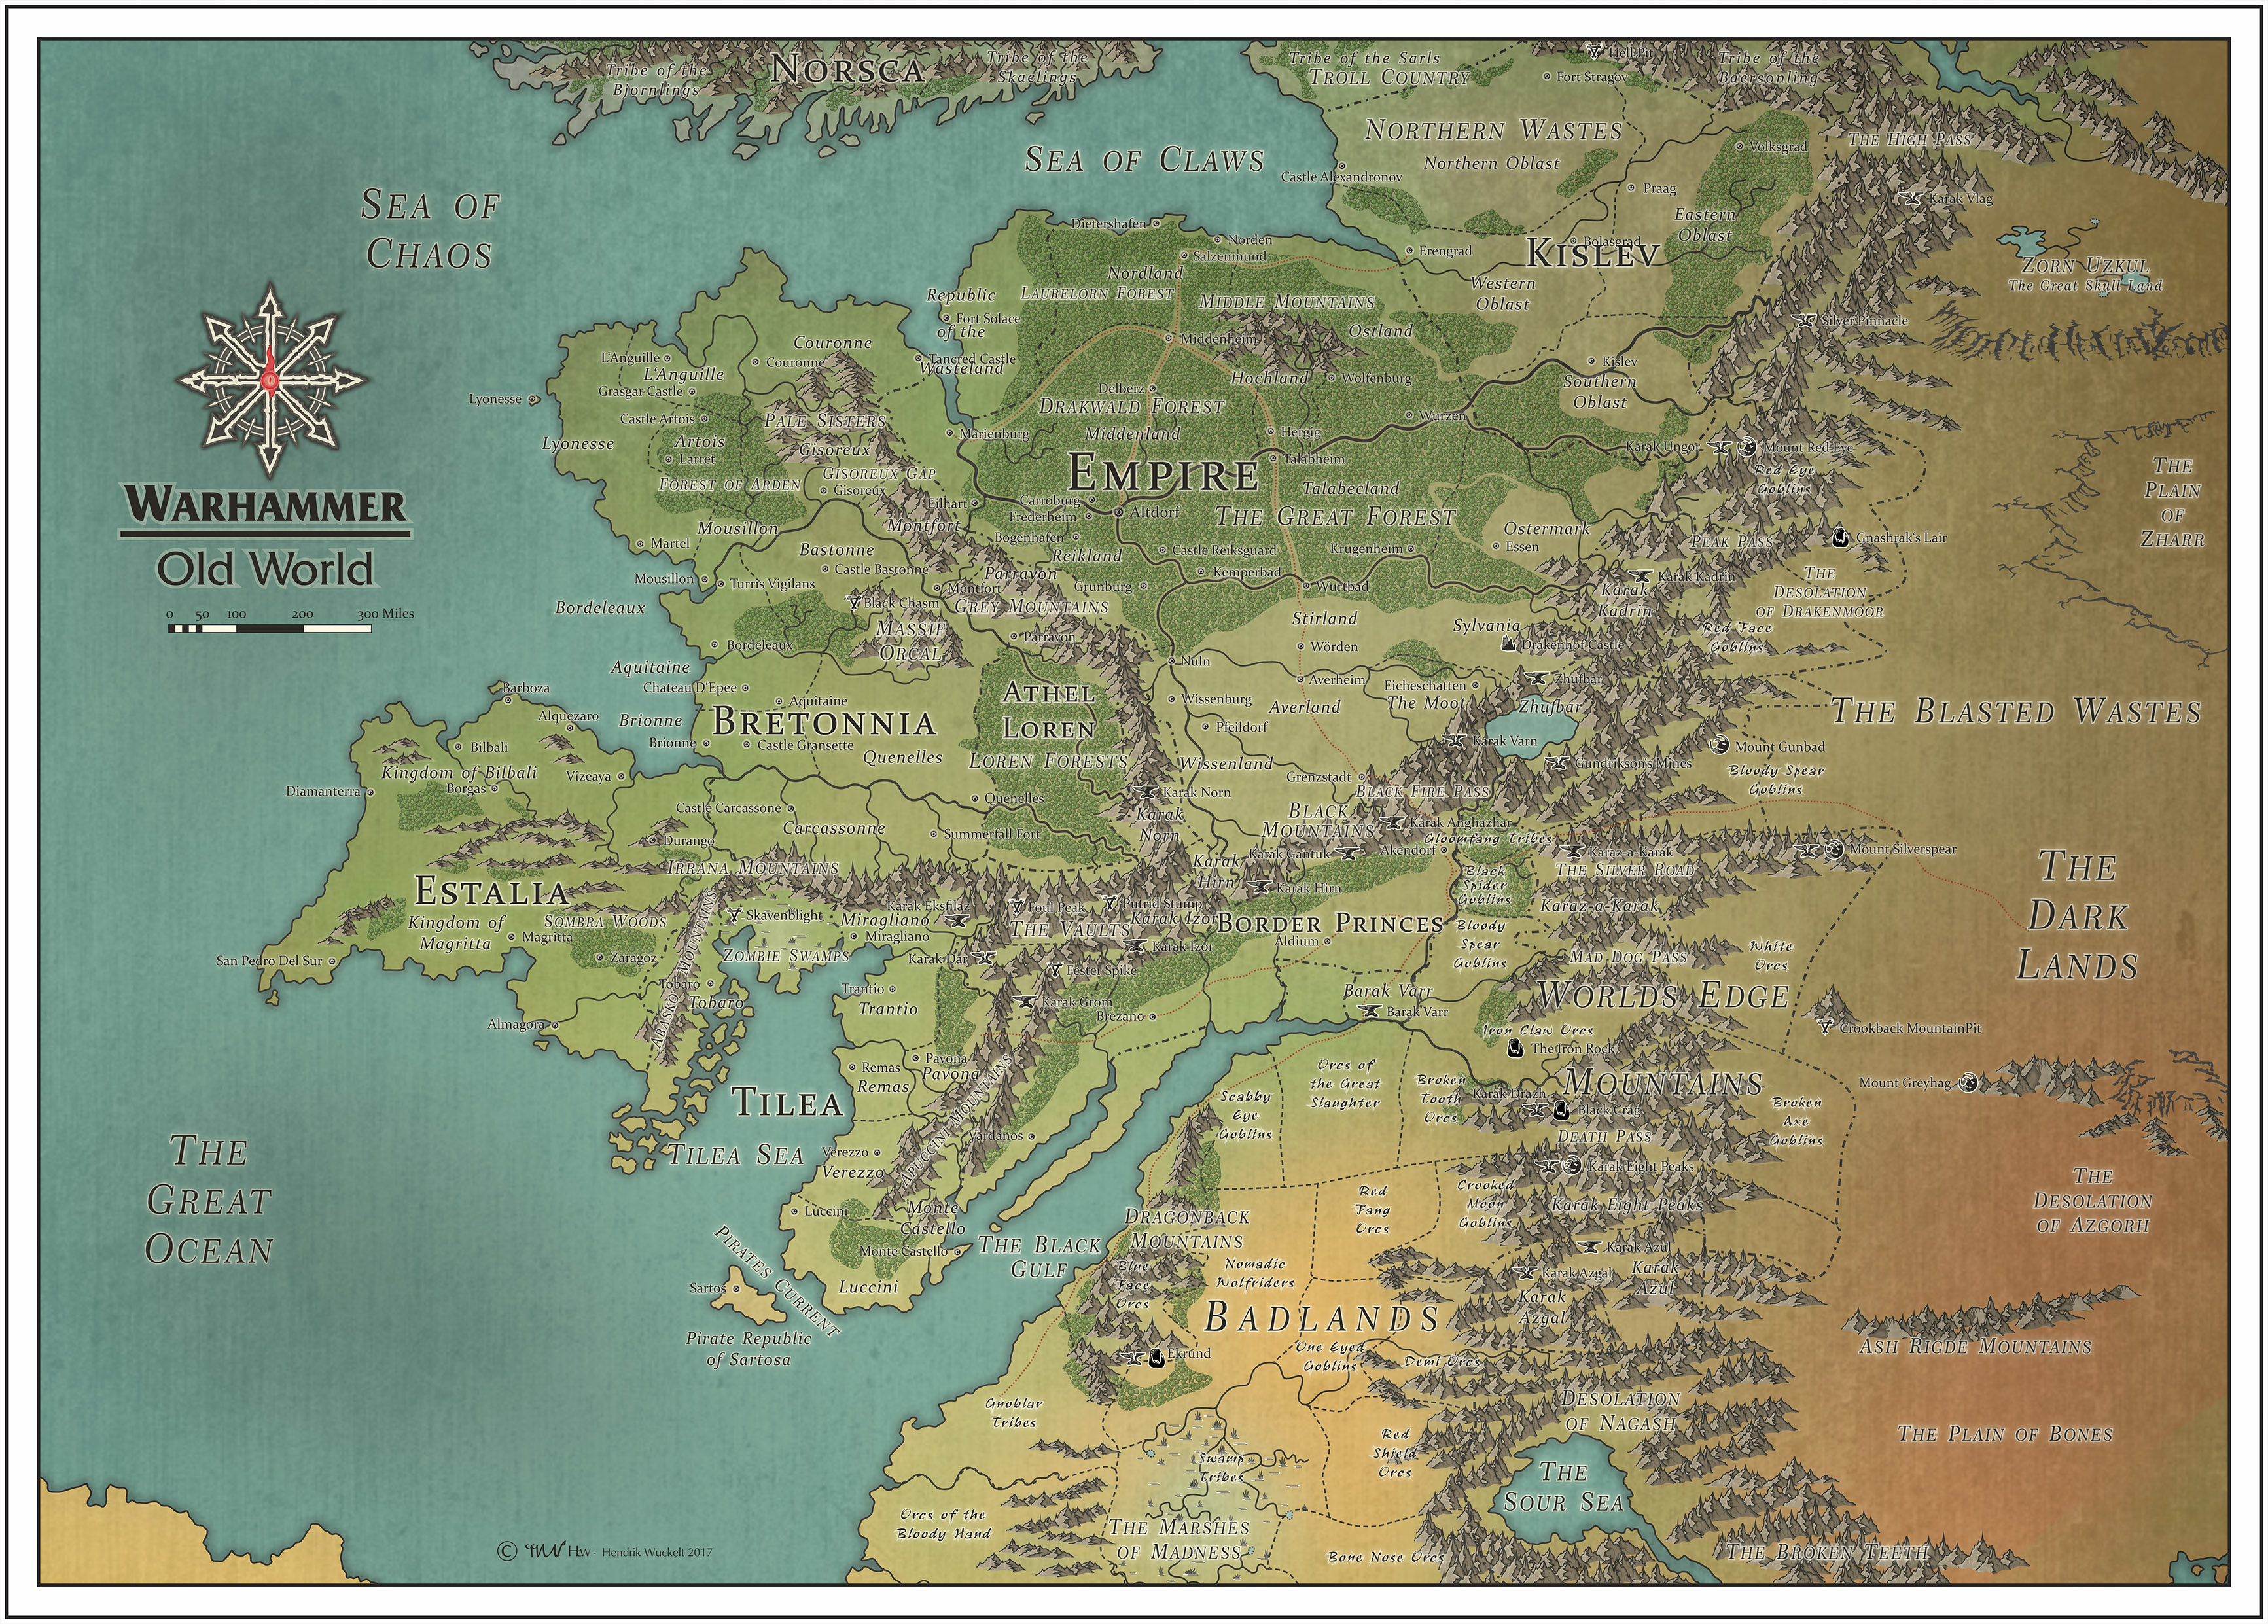 NORSCA
Tribe of the
Bjornlings
Tribe of the
Skaelings
Tribe of the Sarls
TROLL COUNTRY
Hell Pit
Fort Stragov
Tribe of the
Baersonling
NORTHERN WASTES
Northern Oblast
Volksgrad
THE HIGH PASS
SEA OF CLAWS
Castle Alexandronov
Praag
Karak Vlag
SEA OF
CHAOS
Eastern
Oblast
Dietershafen
Norden
Salzenmund
Erengrad
Bolasgrad
KISLEV
ZORN UZKUL
The Great Skull Land
Nordland
LAURELORN FOREST
MIDDLE MOUNTAINS
Western
Oblast
Republic
of the
Wasteland
Fort Solace
Tancred Castle
Ostland
Middenheim
Silver Pinnacle
Couronne
Couronne
L'Anguille
L'Anguille
Grasgar Castle
Kislev
Southern
Oblast
Hochland
Wolfenburg
Delberz
DRAKWALD FOREST
Lyonesse
Lyonesse
Castle Artois
Artois
Larret
PALE SISTERS
Gisoreux
GISOREUX GAP
Gisoreux
FOREST OF ARDEN
Marienburg
Middenland
Hergig
Wurzen
Talabheim
EMPIRE
Karak Ungor
Mount Red Eye
Red Eye
Goblins
THE
PLAIN
OF
ZHARR
WARHAMMER
Old World
0 50 100 200 300 Miles
Mousillon
Montfort
Eilhart
Carroburg
Frederheim
Altdorf
Talabecland
THE GREAT FOREST
Ostermark
Bogenhafen
Reikland
Castle Reiksguard
Krugenheim
Essen
PEAK PASS
Gnashrak's Lair
Martel
Bastonne
Castle Bastonne
Mousillon
Turris Vigilans
Parravon
Montfort
Grunburg
Kemperbad
Wurtbad
Karak Kadrin
Karak
Kadrin
THE
DESOLATION
OF DRAKENMOOR
Bordeleaux
Black Chasm
GREY MOUNTAINS
MASSIF
ORCAL
Parravon
Bordeleaux
Stirland
Sylvania
Drakenhof Castle
Red Face
Goblins
Wörden
Nuln
Aquitaine
Chateau D'Epee
Aquitaine
ATHEL
LOREN
LOREN FORESTS
Averheim
Eicheschatten
The Moot
Zhufbar
Zhufbar
Wissenburg
Averland
Pfeildorf
THE BLASTED WASTES
Barboza
Alquezaro
Brionne
Brionne
BRETONNIA
Castle Gransette
Quenelles
Bilbali
Kingdom of Bilbali
Vizeaya
Borgas
Diamanterra
Wissenland
Grenzstadt
Karak Varn
Gundrikson's Mines
Mount Gunbad
Bloody Spear
Goblins
BLACK FIRE PASS
Castle Carcassone
Carcassonne
Quenelles
Summerfall Fort
Karak Norn
Karak
Norn
BLACK
MOUNTAINS
Karak Anghazhar
Gloomfang Tribes
Karak Gantuk
Akendorf
Durango
IRRANA MOUNTAINS
Karak
Hirn
Karak Hirn
Karaz-a-Karak
THE SILVER ROAD
Karaz-a-Karak
Mount Silverspear
Black
Spider
Goblins
ESTALIA
Kingdom of
Magritta
SOMBRA WOODS
Magritta
Zaragoz
San Pedro Del Sur
Skavenblight
Miragliano
Miragliano
ZOMBIE SWAMPS
Karak Eksfilaz
Foul Peak
Putrid Stump
Karak Izor
THE VAULTS
Karak Izor
Karak Dar
Fester Spike
BORDER PRINCES
Aldium
Bloody
Spear
Goblins
MAD DOG PASS
White
Orcs
THE
DARK
LANDS
Tobaro
Tobaro
ABASKO MOUNTAINS
Almagora
Trantio
Trantio
Karak Grom
Brezano
Barak Varr
Barak Varr
WORLDS EDGE
MOUNTAINS
Iron Claw Orcs
The Iron Rock
Crookback MountainPit
Pavona
Pavona
Remas
Remas
TILEA
TILEA SEA
APUCCINI MOUNTAINS
Vardanos
Verezzo
Verezzo
Scabby
Eye
Goblins
Orcs of
the Great
Slaughter
Broken
Tooth
Orcs
Karak Drazh
Black Crag
DEATH PASS
Broken
Axe
Goblins
Mount Greyhag
THE
GREAT
OCEAN
Karak Eight Peaks
Karak Eight Peaks
Crooked
Moon
Goblins
Red
Fang
Orcs
THE
DESOLATION
OF AZGORH
Luccini
Monte
Castello
Monte Castello
Luccini
PIRATES CURRENT
Sartos
Pirate Republic
of Sartosa
THE BLACK
GULF
DRAGONBACK
MOUNTAINS
Blue
Face
Orcs
Nomadic
Wolfriders
BADLANDS
Karak Azul
Karak
Azul
Karak Azgal
Karak
Azgal
Ekrund
One Eyed
Goblins
Demi Orcs
ASH RIGDE MOUNTAINS
Gnoblar
Tribes
DESOLATION
OF NAGASH
THE PLAIN OF BONES
Red
Shield
Orcs
Swamp
Tribes
THE
SOUR SEA
Orcs of the
Bloody Hand
THE MARSHES
OF MADNESS
Bone Nose Orcs
THE BROKEN TEETH
© HW - Hendrik Wuckelt 2017